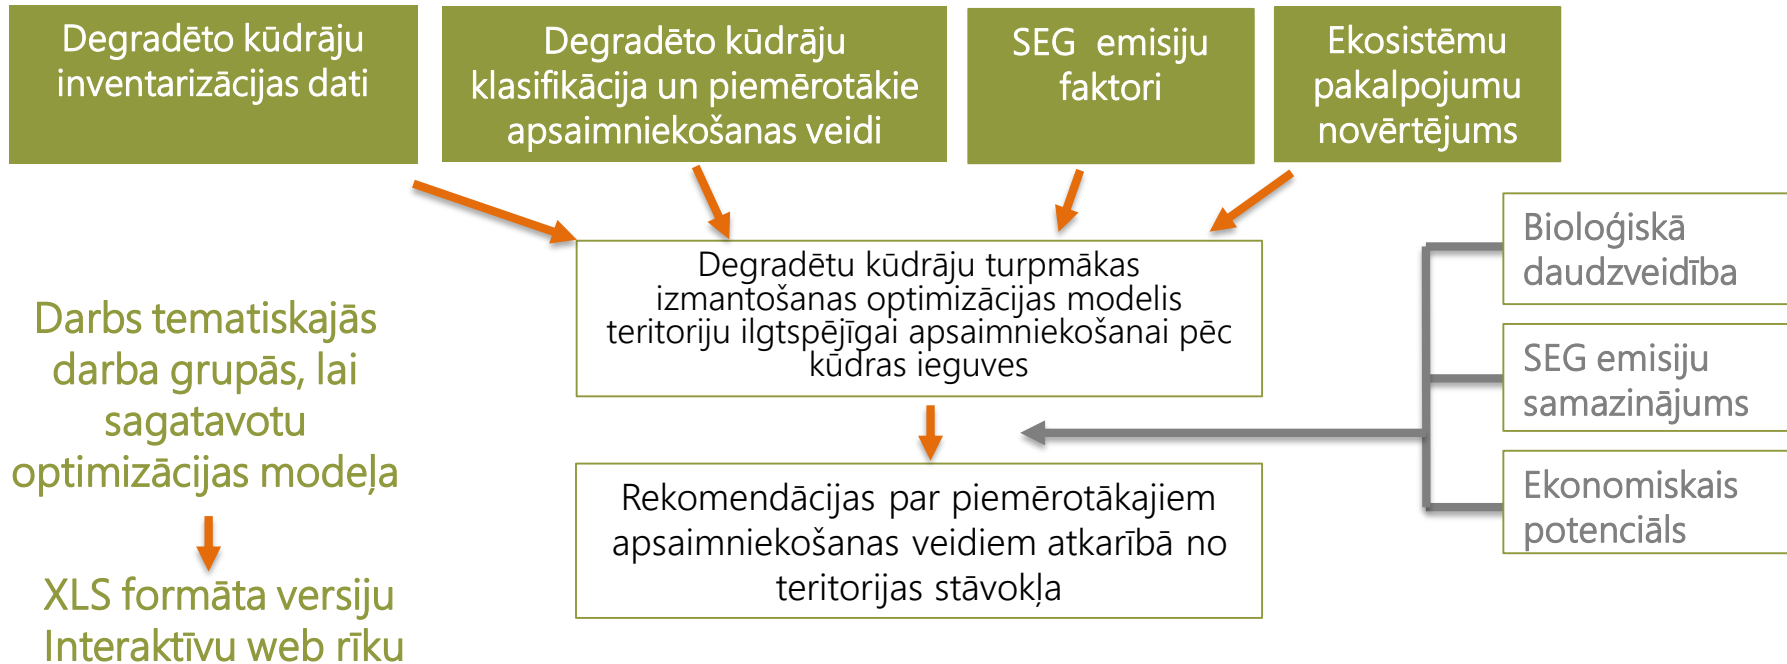 Degradēto kūdrāju
inventarizācijas dati
Degradēto kūdrāju
klasifikācija un piemērotākie
apsaimniekošanas veidi
SEG emisiju
faktori
Ekosistēmu
pakalpojumu
novērtējums
Degradētu kūdrāju turpmākas
izmantošanas optimizācijas modelis
teritoriju ilgtspējīgai apsaimniekošanai pēc
kūdras ieguves
Rekomendācijas par piemērotākajiem
apsaimniekošanas veidiem atkarībā no
teritorijas stāvokļa
Bioloģiskā
daudzveidība
SEG emisiju
samazinājums
Ekonomiskais
potenciāls
Darbs tematiskajās
darba grupās, lai
sagatavotu
optimizācijas modeļa
XLS formāta versiju
Interaktīvu web rīku